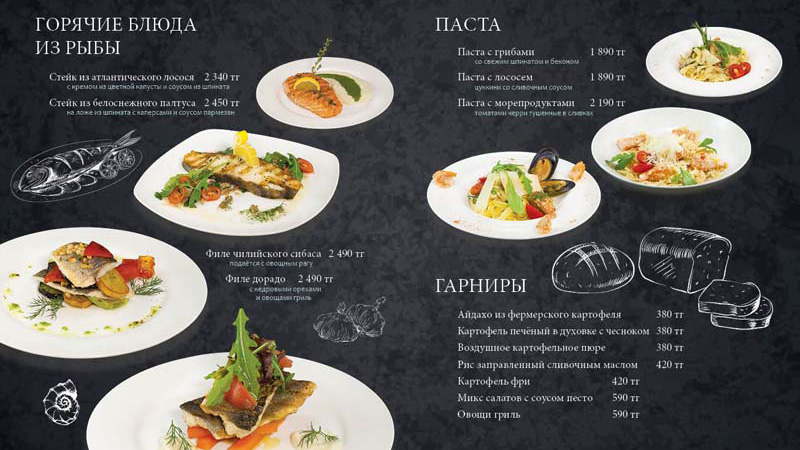 ГОРЯЧИЕ БЛЮДА
ИЗ РЫБЫ
Стейк из атлантического лосося 2 340 тг
с кремом из цветной капусты и соусом из шпината
Стейк из белоснежного палтуса 2 450 тг
на ложе из шпината с каперсами и соусом пармезан
Филе чилийского сибаса 2 490 тг
подаётся с овощным рагу
Филе дорадо 2 490 тг
с кедровыми орехами
и овощами гриль
ПАСТА
Паста с грибами 1 890 тг
со свежим шпинатом и беконом
Паста с лососем 1 890 тг
цуккини со сливочным соусом
Паста с морепродуктами 2 190 тг
томатами черри тушенные в сливках
ГАРНИРЫ
Айдахо из фермерского картофеля 380 тг
Картофель печёный в духовке с чесноком 380 тг
Воздушное картофельное пюре 380 тг
Рис заправленный сливочным маслом 420 тг
Картофель фри 420 тг
Микс салатов с соусом песто 590 тг
Овощи гриль 590 тг